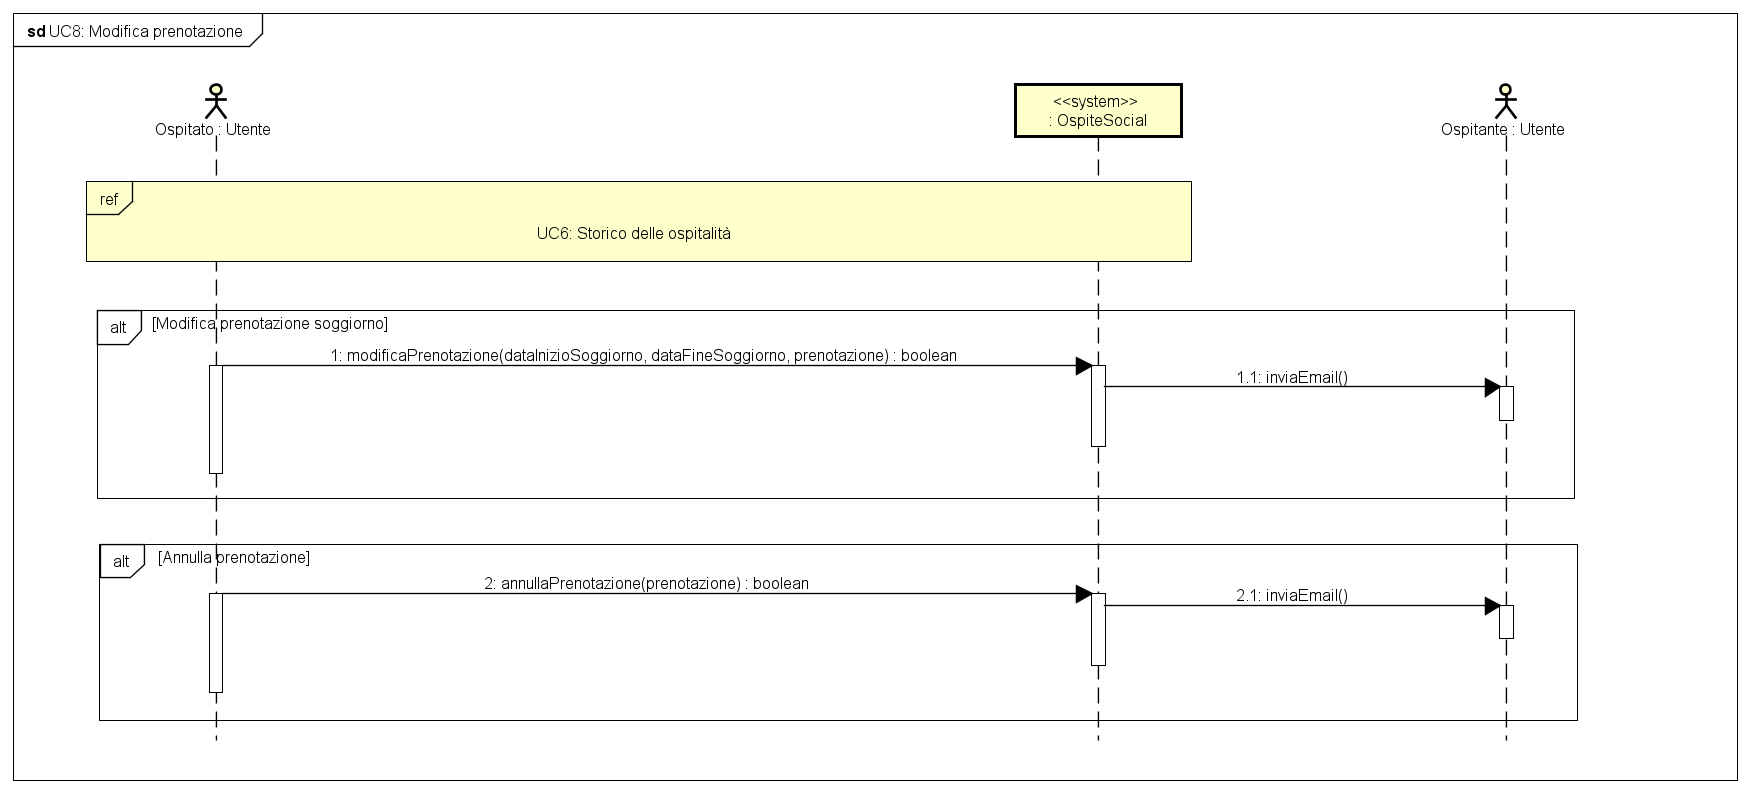 sd UC8: Modifica prenotazione
Ospitato : Utente
<<system>>
: OspiteSocial
Ospitante : Utente
ref
UC6: Storico delle ospitalità
alt [Modifica prenotazione soggiorno]
1: modificaPrenotazione(dataInizioSoggiorno, dataFineSoggiorno, prenotazione) : boolean
1.1: inviaEmail()
alt [Annulla prenotazione]
2: annullaPrenotazione(prenotazione) : boolean
2.1: inviaEmail()